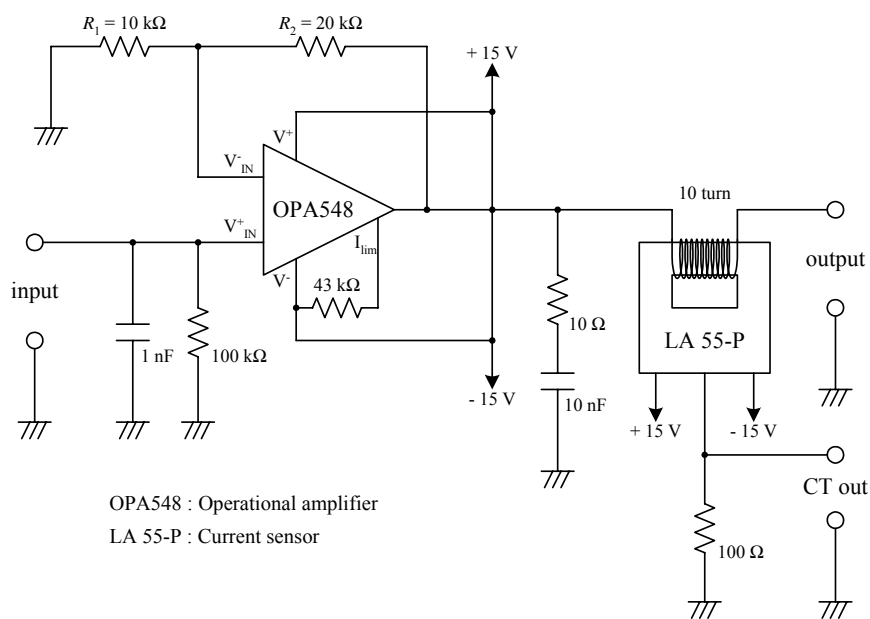 R₁ = 10 kΩ
R₂ = 20 kΩ
+ 15 V
V⁺
V⁻IN
OPA548
10 turn
V⁺IN
Ilim
V⁻
43 kΩ
input
output
10 Ω
LA 55-P
1 nF
100 kΩ
- 15 V
10 nF
+ 15 V
- 15 V
CT out
OPA548 : Operational amplifier
LA 55-P : Current sensor
100 Ω